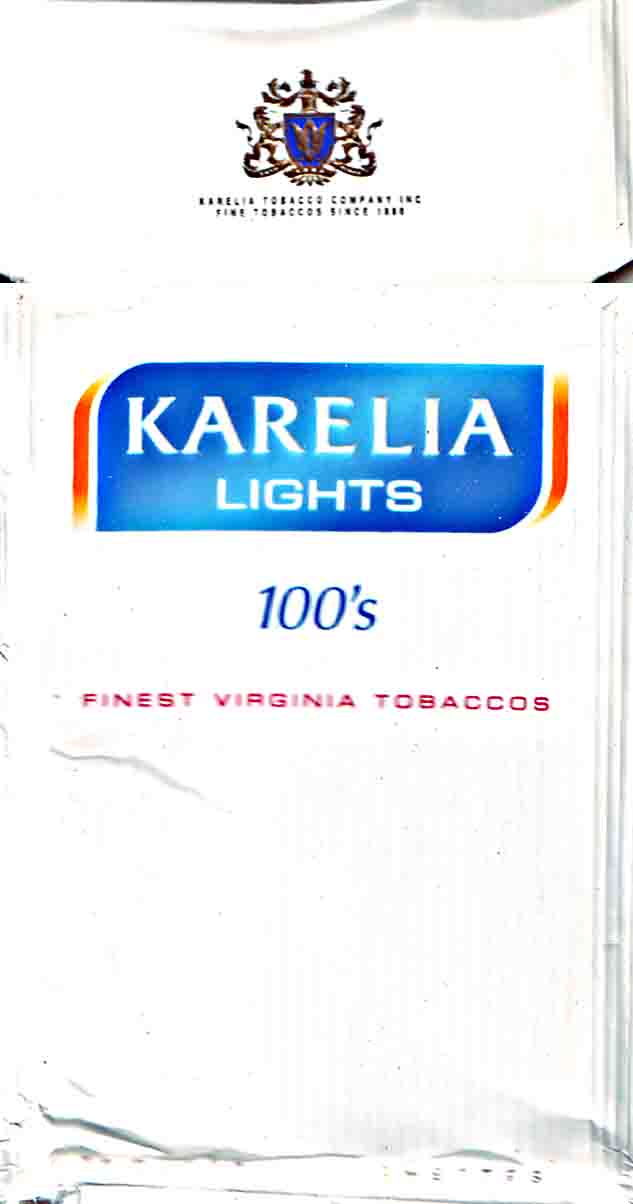 KARELIA TOBACCO COMPANY INC
FINE TOBACCOS SINCE 1888
KARELIA
LIGHTS
100's
FINEST VIRGINIA TOBACCOS